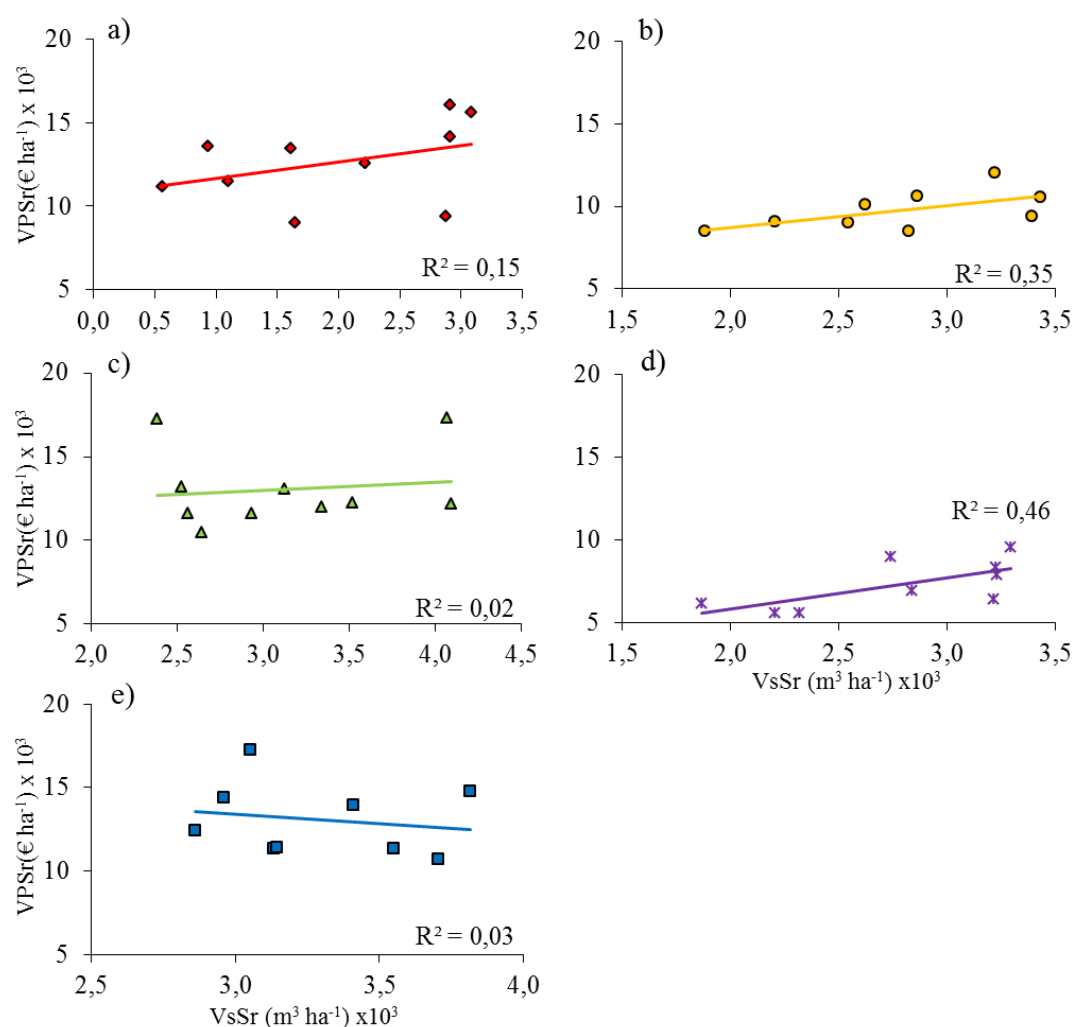 a)
VPSr(€ ha⁻¹) x 10³
20
15
10
5
0,0 0,5 1,0 1,5 2,0 2,5 3,0 3,5
R² = 0,15
b)
20
15
10
5
1,5 2,0 2,5 3,0 3,5
R² = 0,35
c)
VPSr(€ ha⁻¹) x 10³
20
15
10
5
2,0 2,5 3,0 3,5 4,0 4,5
R² = 0,02
d)
20
15
10
5
1,5 2,0 2,5 3,0 3,5
R² = 0,46
VsSr (m³ ha⁻¹) x10³
e)
VPSr(€ ha⁻¹) x 10³
20
15
10
5
2,5 3,0 3,5 4,0
R² = 0,03
VsSr (m³ ha⁻¹) x10³